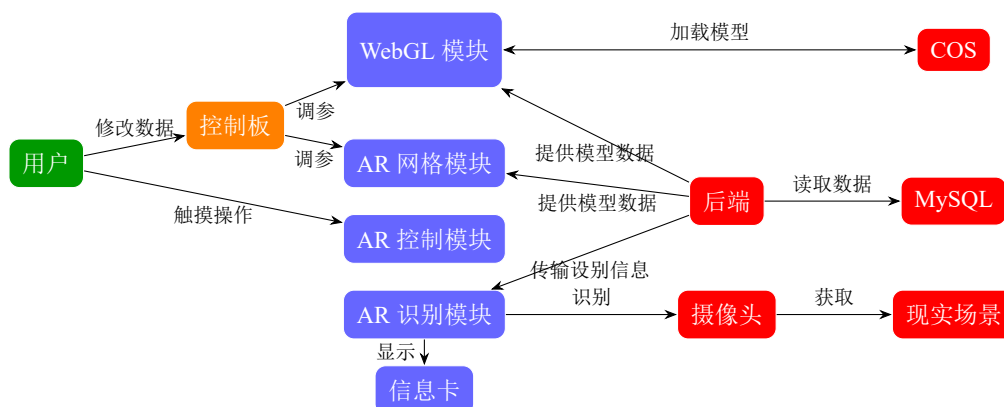 WebGL 模块
加载模型
COS
调参
修改数据
控制板
用户
调参
AR 网格模块
提供模型数据
提供模型数据
后端
读取数据
MySQL
触摸操作
AR 控制模块
传输设别信息
AR 识别模块
识别
摄像头
获取
现实场景
显示
信息卡